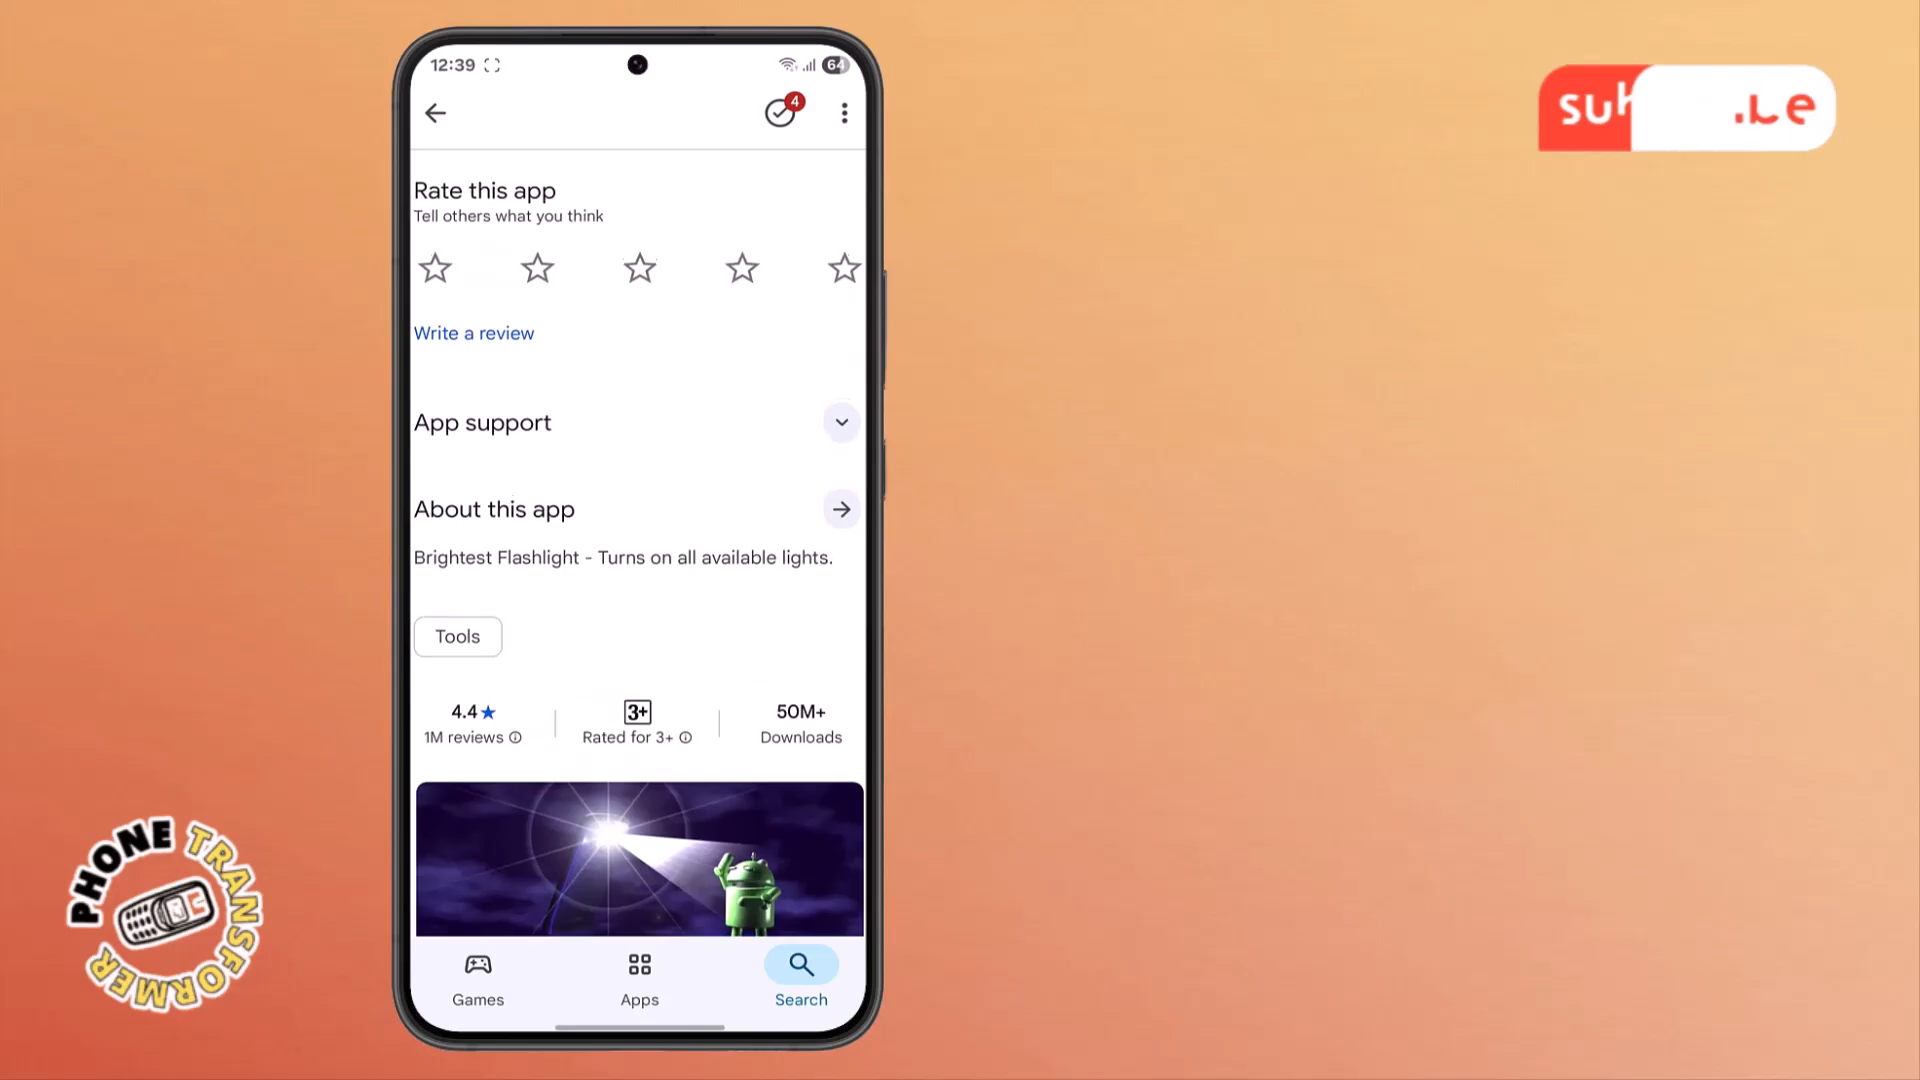 12:39
64
4
Rate this app
Tell others what you think
Write a review
App support
About this app
Brightest Flashlight - Turns on all available lights.
Tools
4.4★ 3+ 50M+
1M reviews Rated for 3+ Downloads
Games Apps Search
PHONE TRANSFORMER